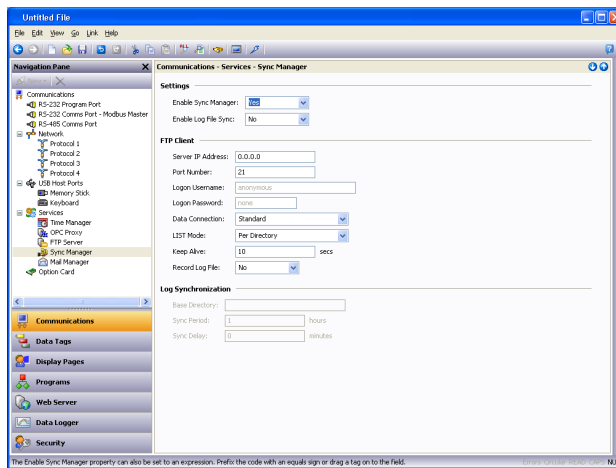 Untitled File
File Edit View Go Link Help
Navigation Pane X
Communications - Services - Sync Manager
New
Communications
RS-232 Program Port
RS-232 Comms Port - Modbus Master
RS-485 Comms Port
Network
Protocol 1
Protocol 2
Protocol 3
Protocol 4
USB Host Ports
Memory Stick
Keyboard
Services
Time Manager
OPC Proxy
FTP Server
Sync Manager
Mail Manager
Option Card
Communications
Data Tags
Display Pages
Programs
Web Server
Data Logger
Security
Settings
Enable Sync Manager: Yes
Enable Log File Sync: No
FTP Client
Server IP Address: 0.0.0.0
Port Number: 21
Logon Username: anonymous
Logon Password: none
Data Connection: Standard
LIST Mode: Per Directory
Keep Alive: 10 secs
Record Log File: No
Log Synchronization
Base Directory:
Sync Period: 1 hours
Sync Delay: 0 minutes
The Enable Sync Manager property can also be set to an expression. Prefix the code with an equals sign or drag a tag on to the field.
Errors Circular READ CAPS NU